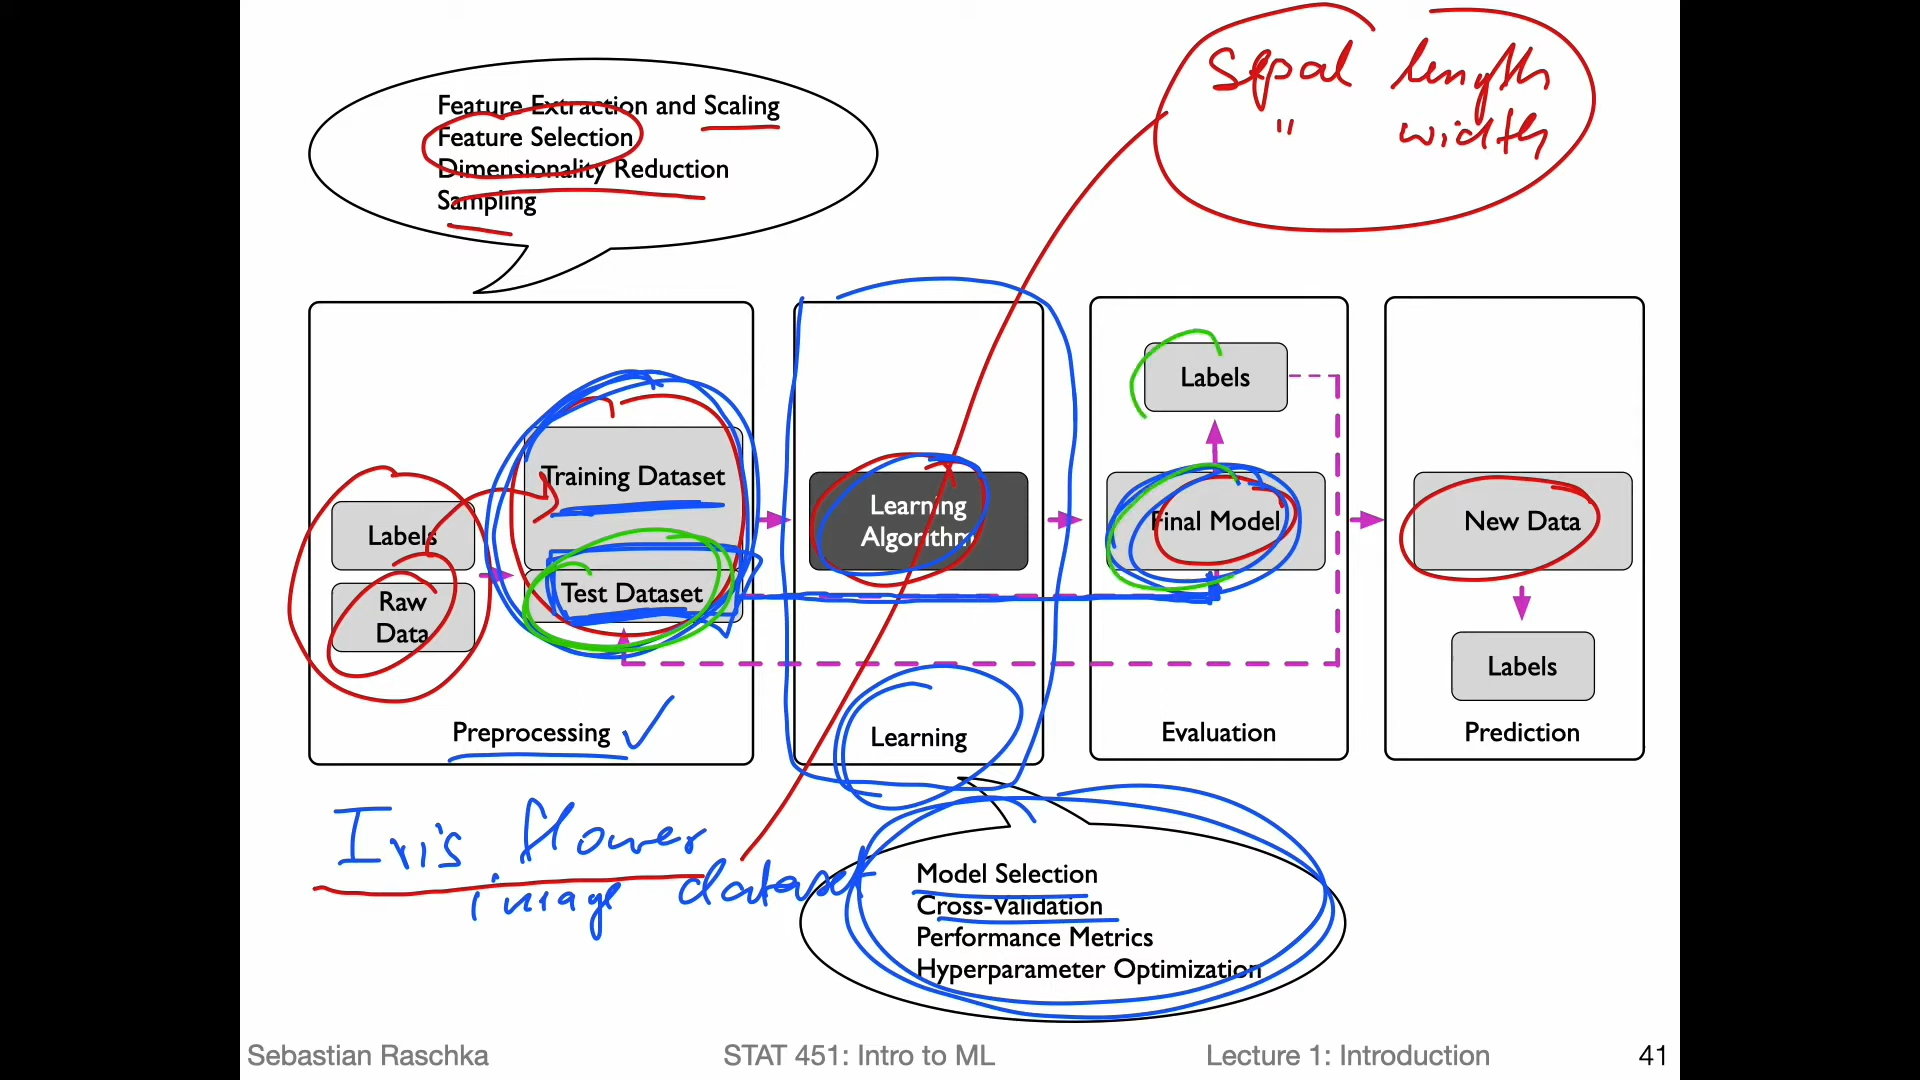 sepal length
" width
Feature Extraction and Scaling
Feature Selection
Dimensionality Reduction
Sampling
Labels
Raw
Data
Training Dataset
Test Dataset
Preprocessing
Learning
Algorithm
Learning
Labels
Final Model
Evaluation
New Data
Labels
Prediction
Iris flower
image dataset
Model Selection
Cross-Validation
Performance Metrics
Hyperparameter Optimization
Sebastian Raschka
STAT 451: Intro to ML
Lecture 1: Introduction
41